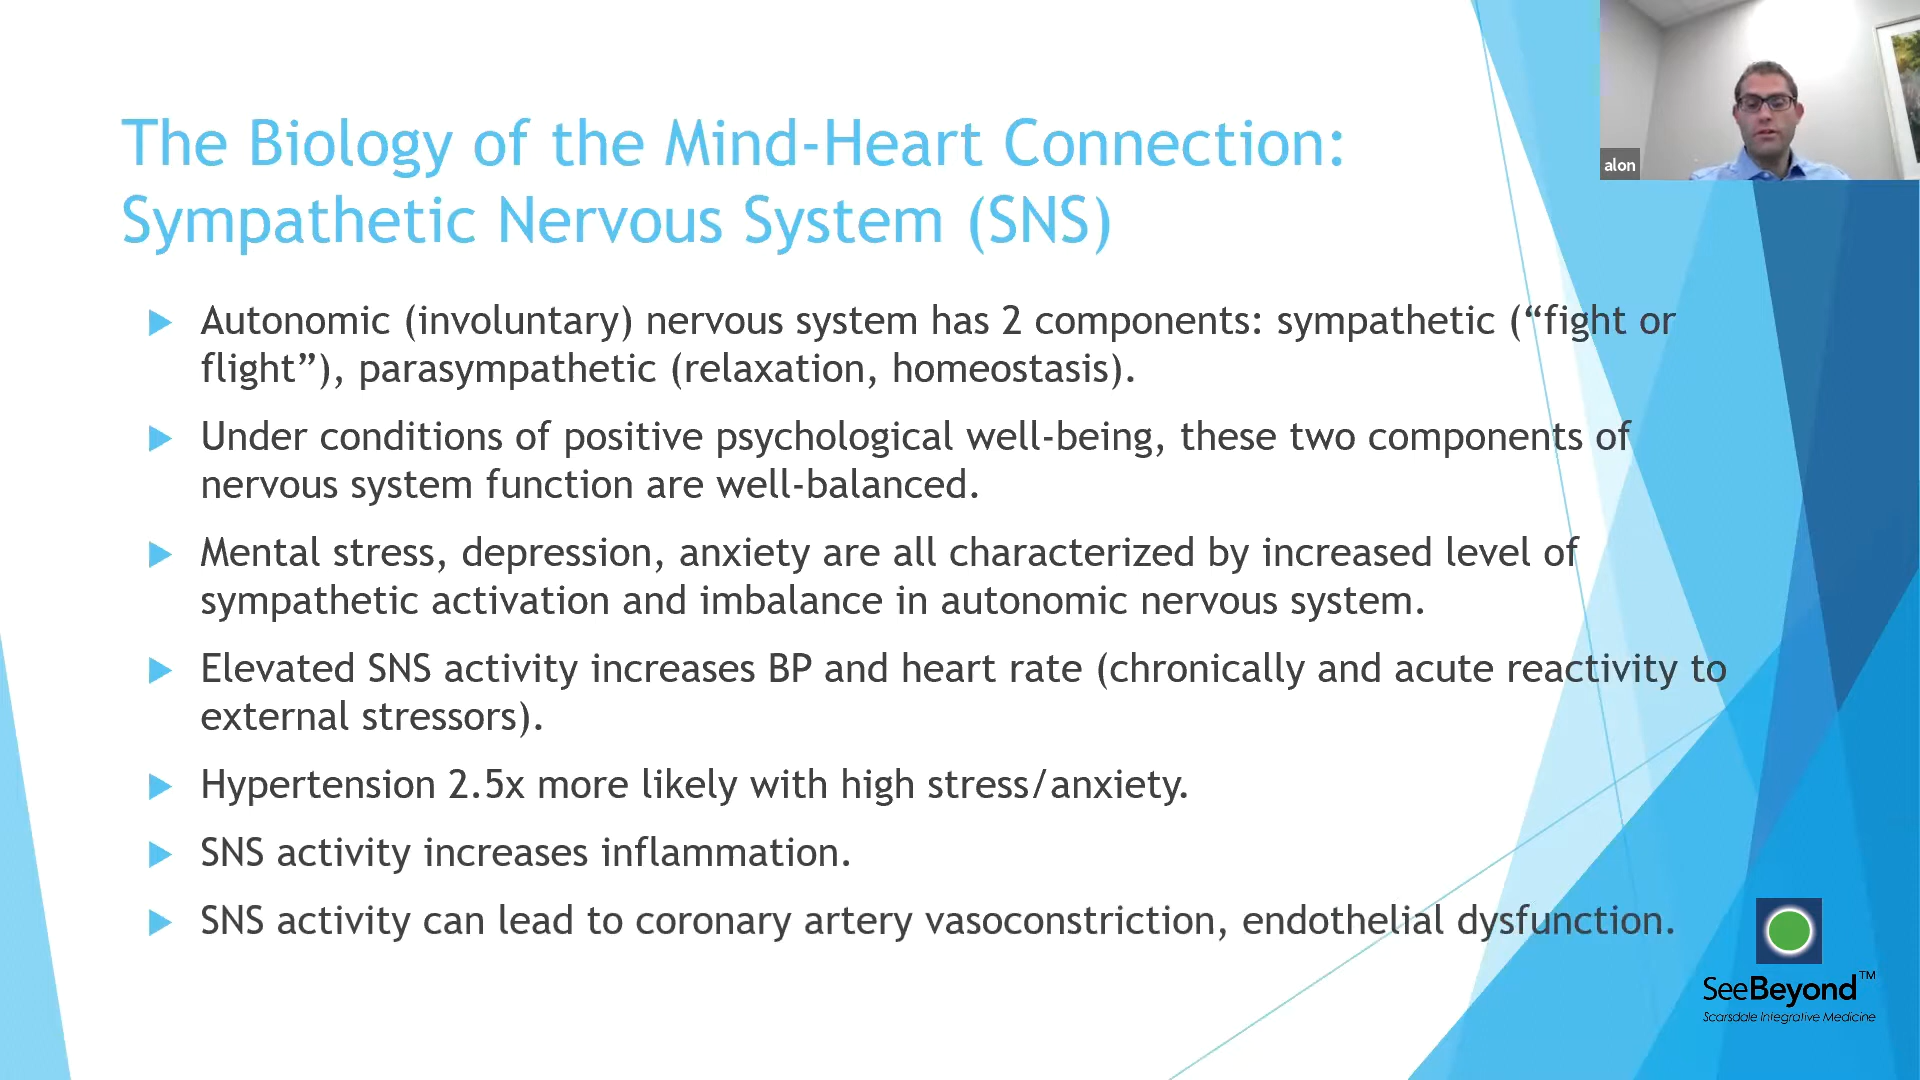 The Biology of the Mind-Heart Connection:
Sympathetic Nervous System (SNS)
alon
Autonomic (involuntary) nervous system has 2 components: sympathetic (“fight or
flight”), parasympathetic (relaxation, homeostasis).
Under conditions of positive psychological well-being, these two components of
nervous system function are well-balanced.
Mental stress, depression, anxiety are all characterized by increased level of
sympathetic activation and imbalance in autonomic nervous system.
Elevated SNS activity increases BP and heart rate (chronically and acute reactivity to
external stressors).
Hypertension 2.5x more likely with high stress/anxiety.
SNS activity increases inflammation.
SNS activity can lead to coronary artery vasoconstriction, endothelial dysfunction.
SeeBeyond™
Scarsdale Integrative Medicine